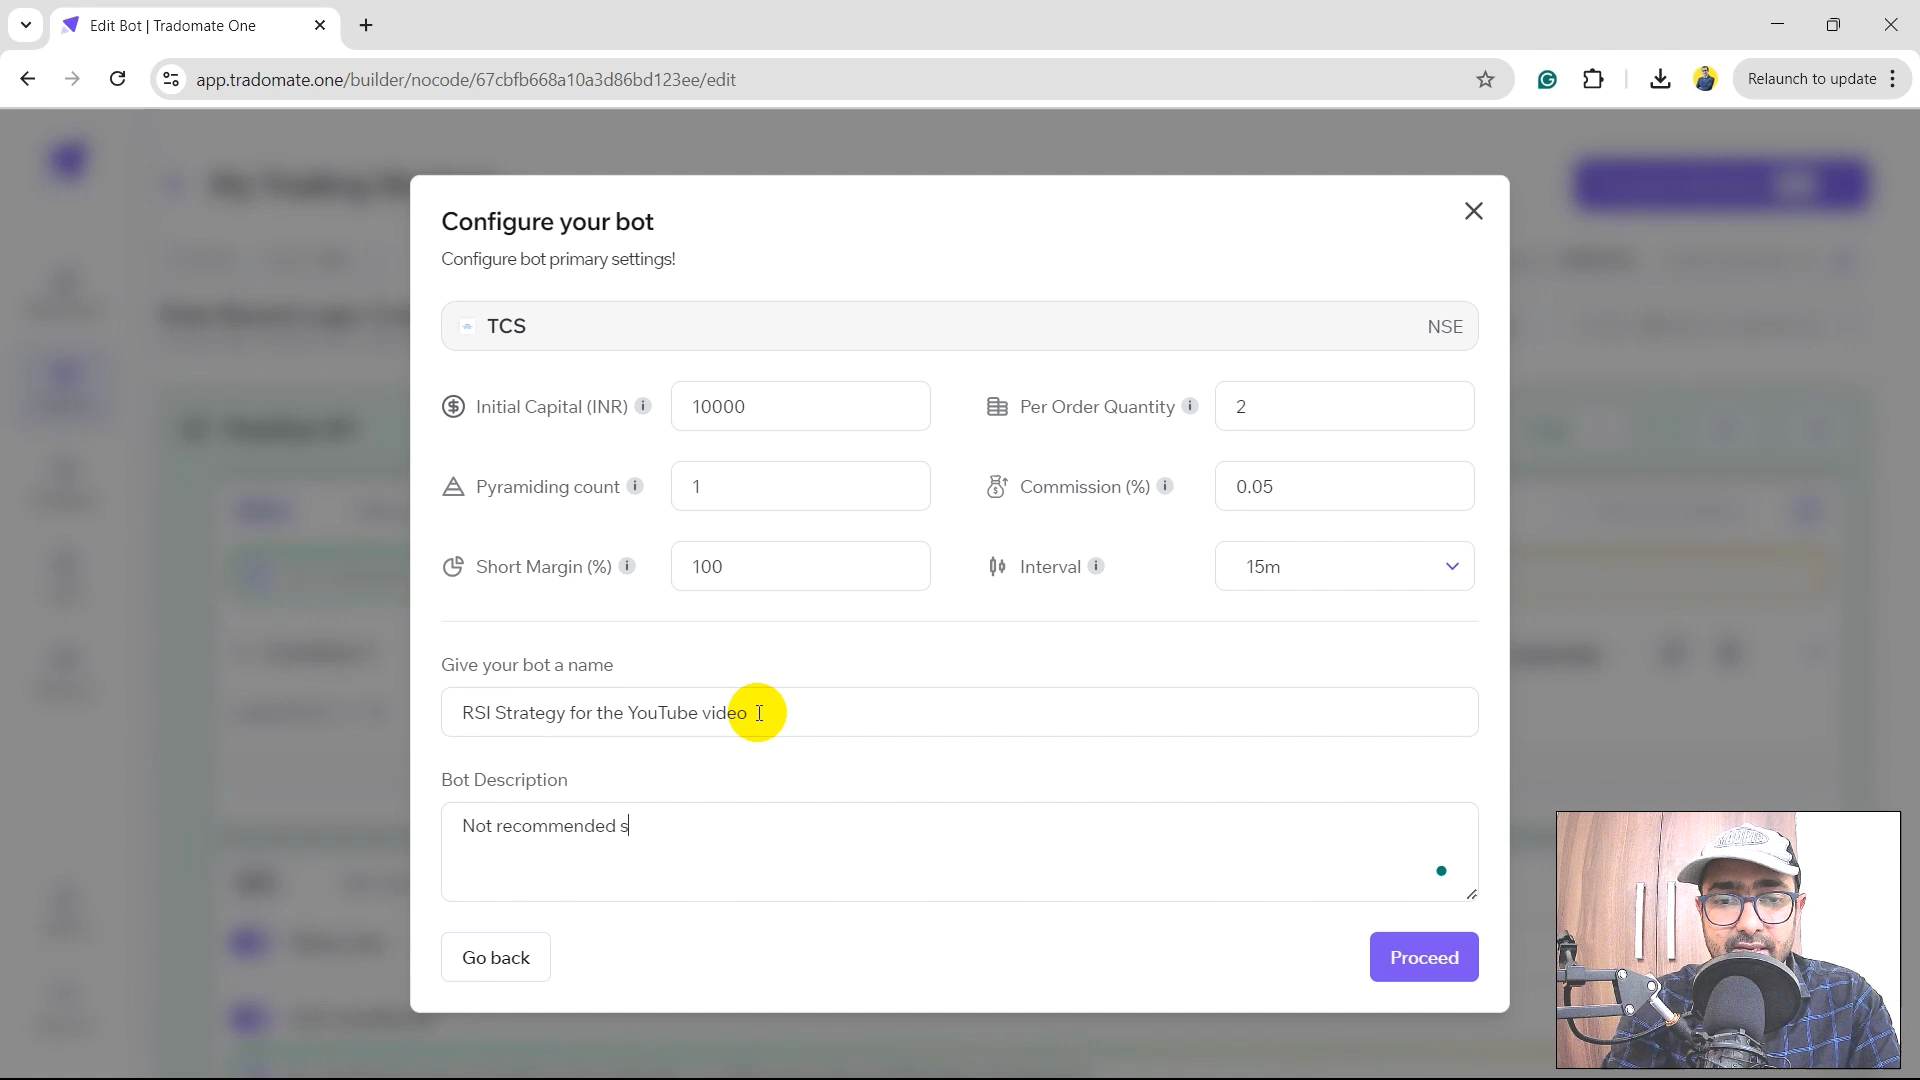 Edit Bot | Tradomate One
app.tradomate.one/builder/nocode/67cbfb668a10a3d86bd123ee/edit
Relaunch to update
Configure your bot
Configure bot primary settings!
TCS NSE
Initial Capital (INR) 10000 Per Order Quantity 2
Pyramiding count 1 Commission (%) 0.05
Short Margin (%) 100 Interval 15m
Give your bot a name
RSI Strategy for the YouTube video
Bot Description
Not recommended s
Go back Proceed